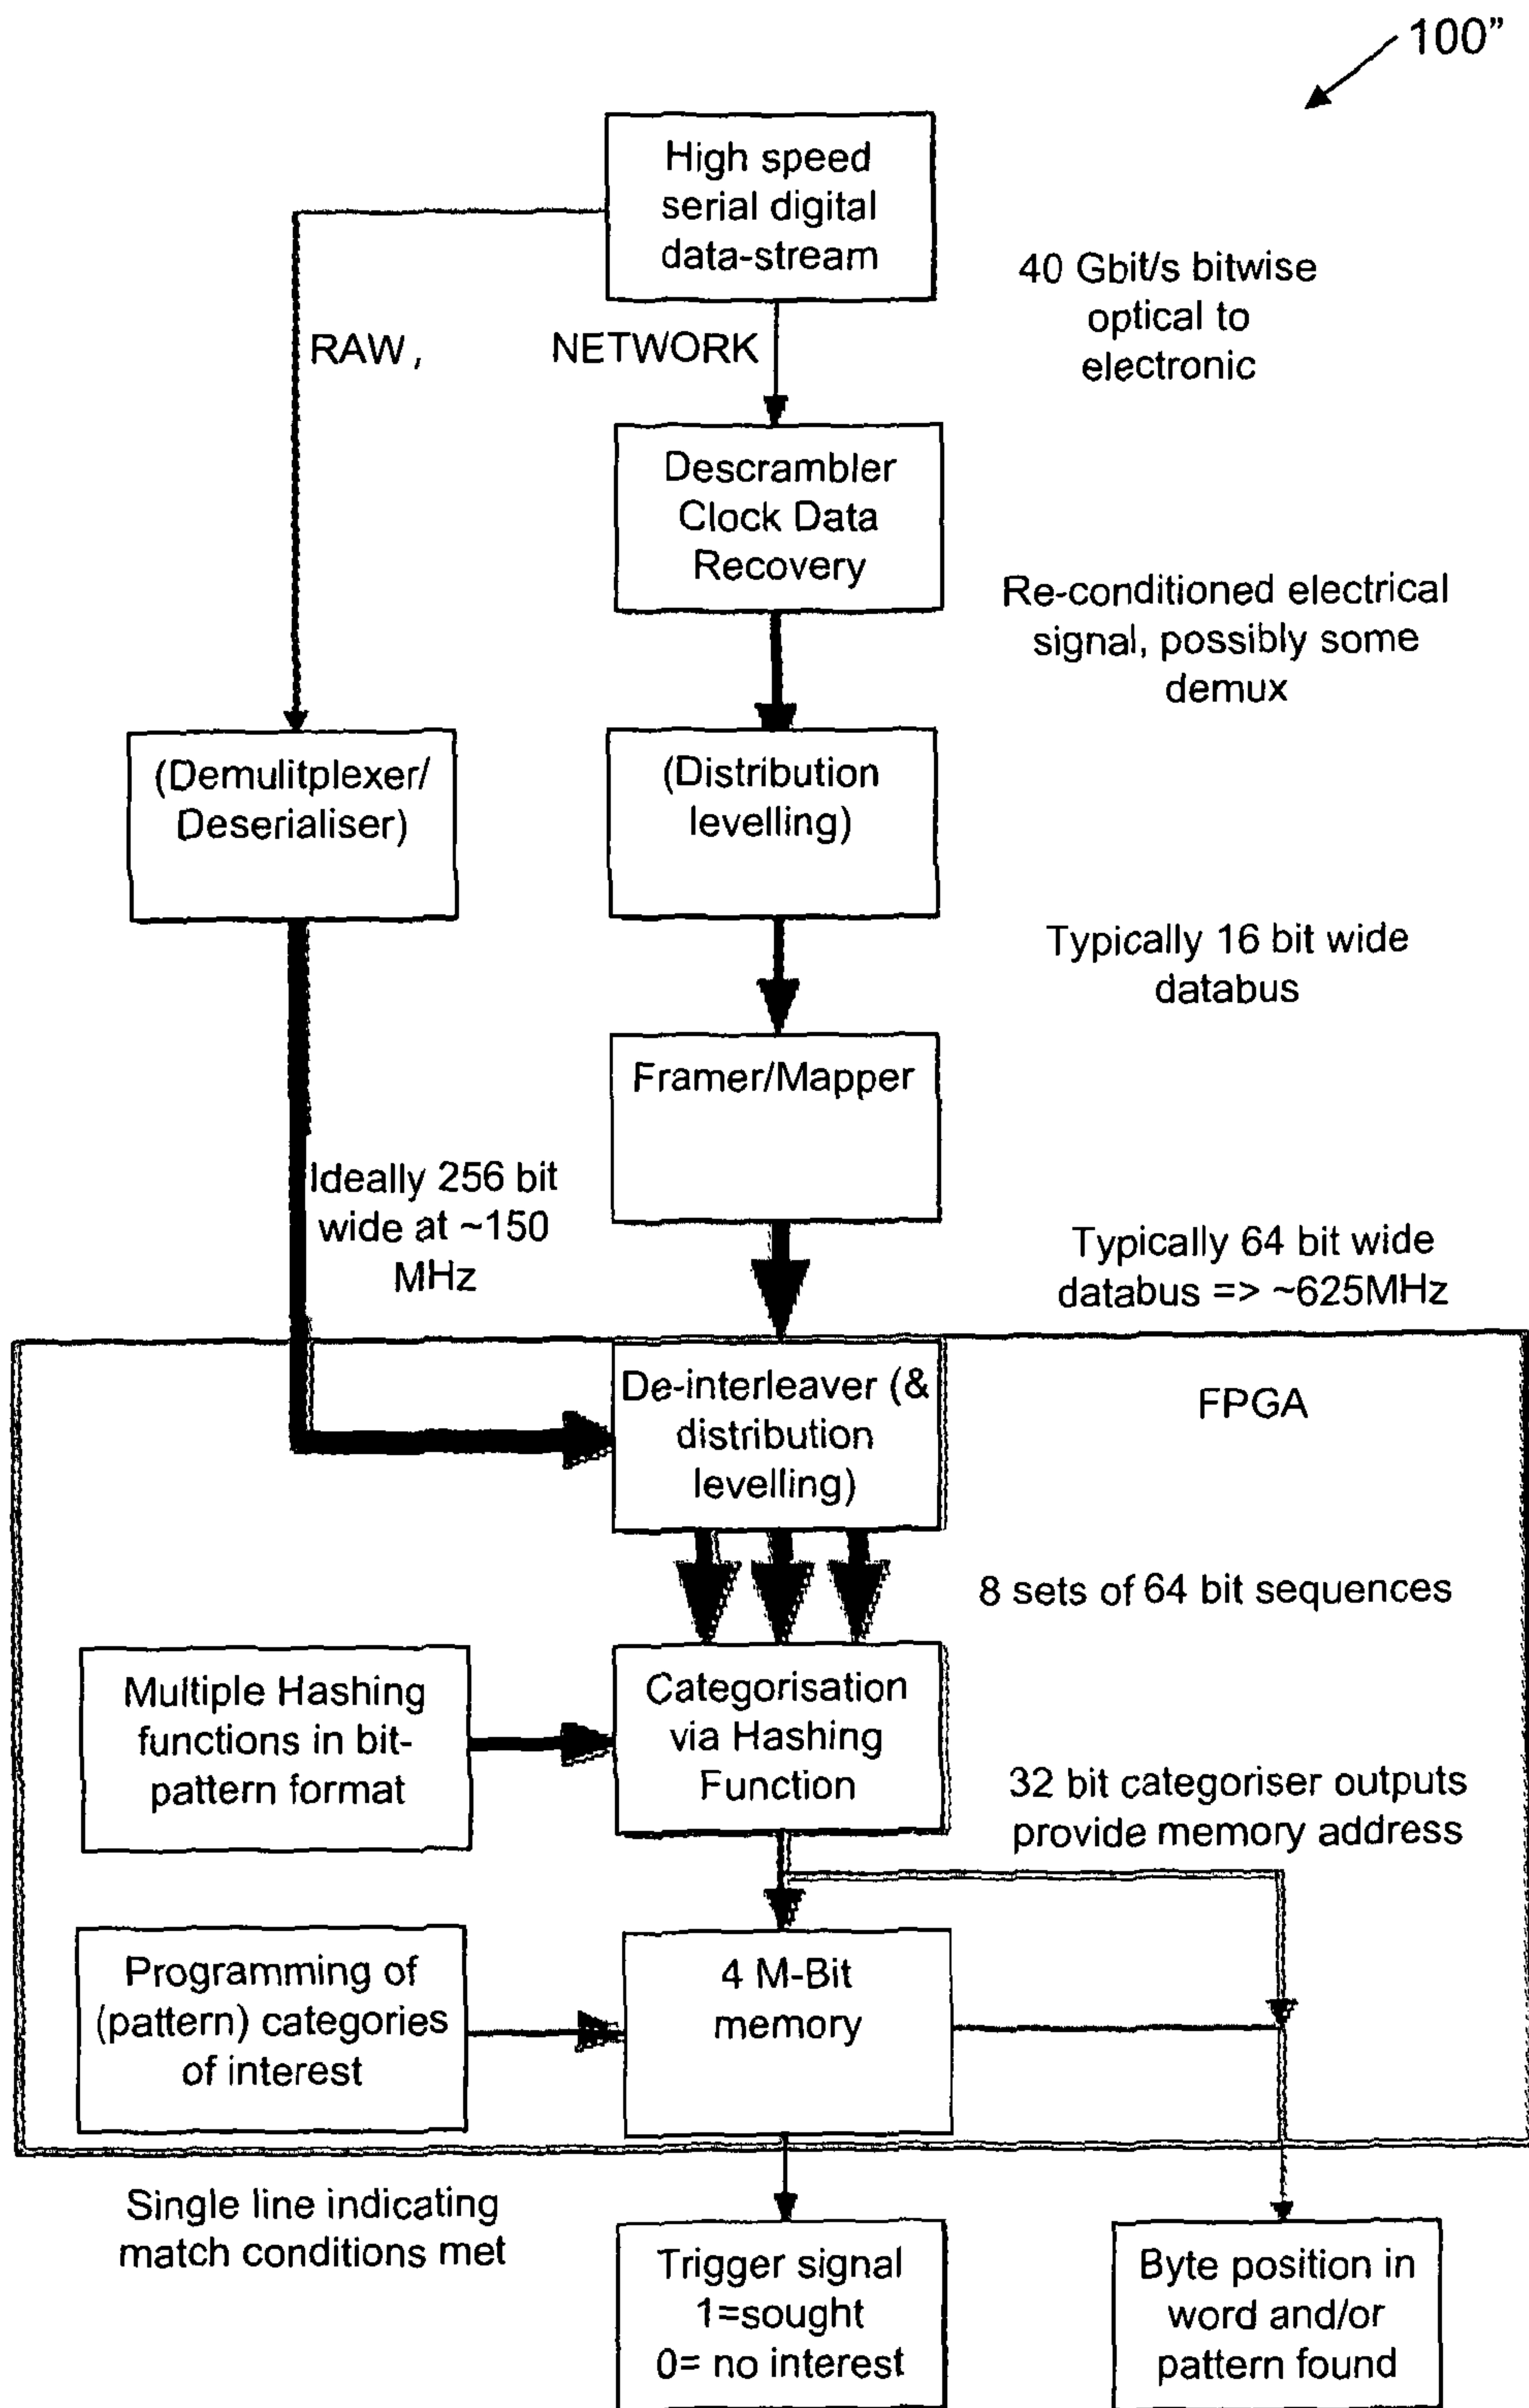 100”
High speed
serial digital
data-stream
40 Gbit/s bitwise
optical to
electronic
RAW,
NETWORK
Descrambler
Clock Data
Recovery
Re-conditioned electrical
signal, possibly some
demux
(Demulitplexer/
Deserialiser)
(Distribution
levelling)
Typically 16 bit wide
databus
Framer/Mapper
Ideally 256 bit
wide at ~150
MHz
Typically 64 bit wide
databus => ~625MHz
De-interleaver (&
distribution
levelling)
FPGA
8 sets of 64 bit sequences
Multiple Hashing
functions in bit-
pattern format
Categorisation
via Hashing
Function
32 bit categoriser outputs
provide memory address
Programming of
(pattern) categories
of interest
4 M-Bit
memory
Single line indicating
match conditions met
Trigger signal
1=sought
0= no interest
Byte position in
word and/or
pattern found